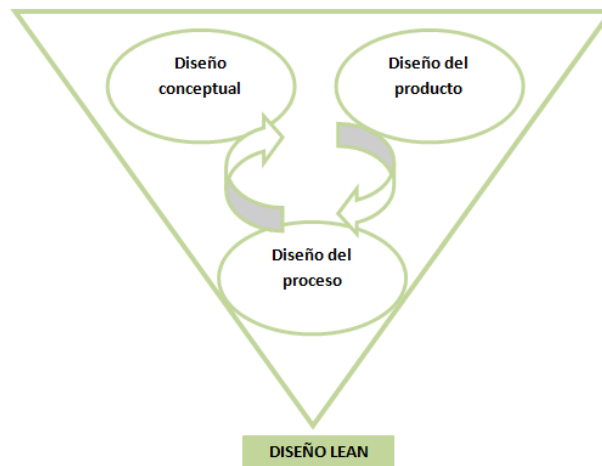 Diseño
conceptual
Diseño del
producto
Diseño del
proceso
DISEÑO LEAN